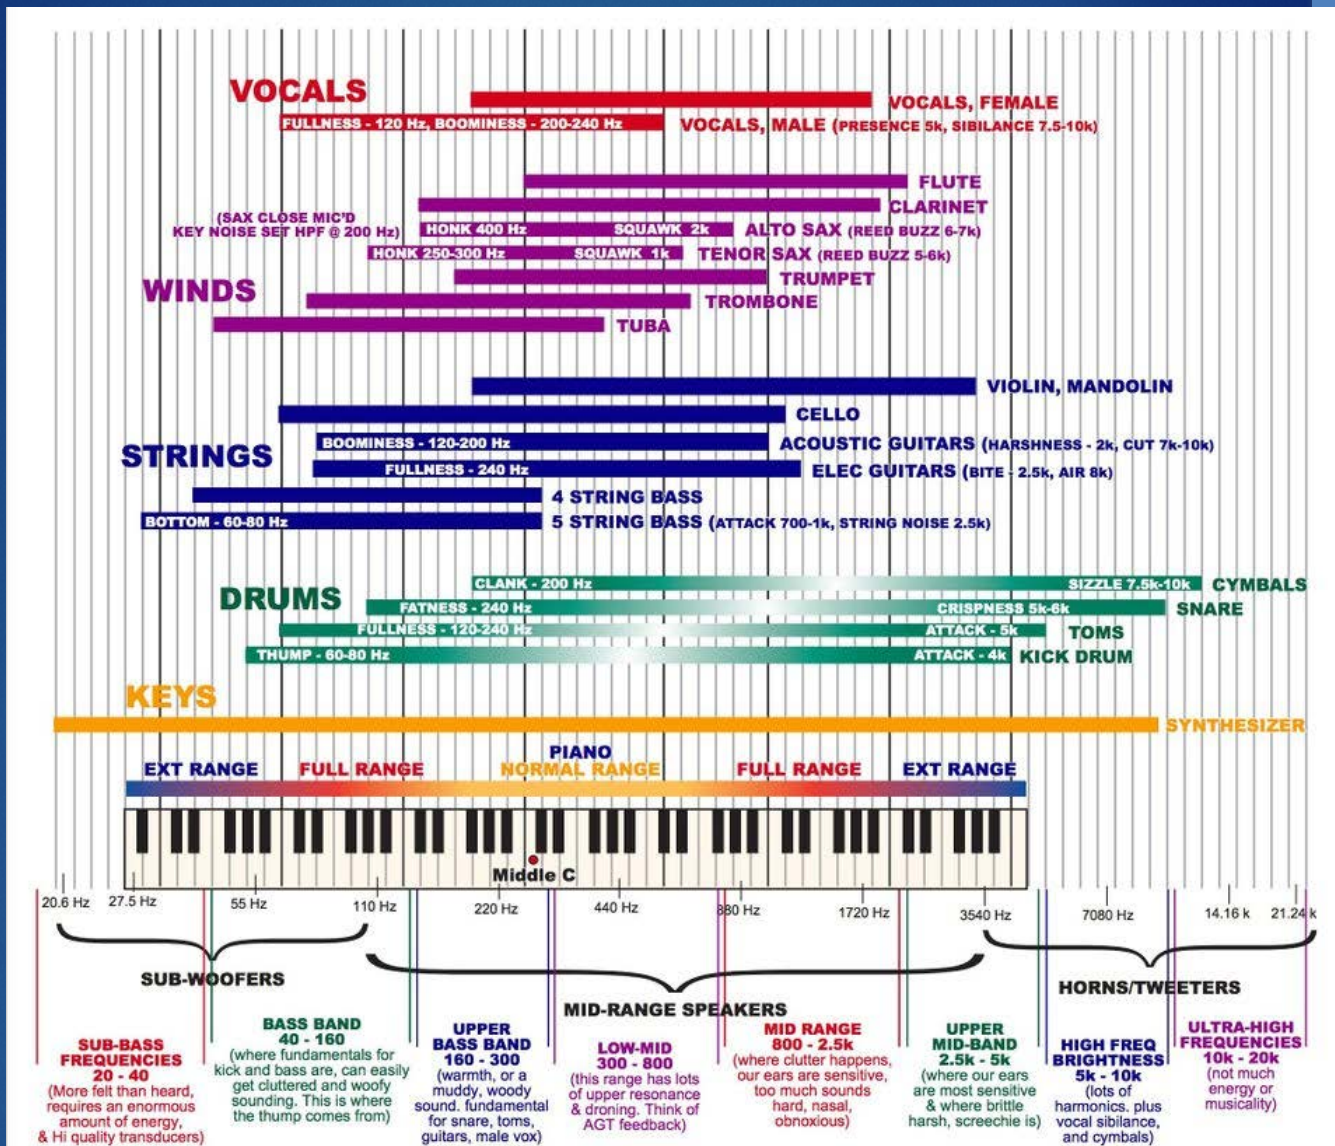 VOCALS
VOCALS, FEMALE
FULLNESS - 120 Hz, BOOMINESS - 200-240 Hz
VOCALS, MALE (PRESENCE 5k, SIBILANCE 7.5-10k)
FLUTE
CLARINET
(SAX CLOSE MIC'D
KEY NOISE SET HPF @ 200 Hz)
HONK 400 Hz SQUAWK 2k ALTO SAX (REED BUZZ 6-7k)
HONK 250-300 Hz SQUAWK 1k TENOR SAX (REED BUZZ 5-6k)
WINDS
TRUMPET
TROMBONE
TUBA
VIOLIN, MANDOLIN
CELLO
STRINGS
BOOMINESS - 120-200 Hz ACOUSTIC GUITARS (HARSHNESS - 2k, CUT 7k-10k)
FULLNESS - 240 Hz ELEC GUITARS (BITE - 2.5k, AIR 8k)
4 STRING BASS
BOTTOM - 60-80 Hz 5 STRING BASS (ATTACK 700-1k, STRING NOISE 2.5k)
DRUMS
CLANK - 200 Hz SIZZLE 7.5k-10k CYMBALS
FATNESS - 240 Hz CRISPNESS 5k-6k SNARE
FULLNESS - 120-240 Hz ATTACK - 5k TOMS
THUMP - 60-80 Hz ATTACK - 4k KICK DRUM
KEYS
SYNTHESIZER
PIANO
EXT RANGE FULL RANGE NORMAL RANGE FULL RANGE EXT RANGE
Middle C
20.6 Hz 27.5 Hz 55 Hz 110 Hz 220 Hz 440 Hz 880 Hz 1720 Hz 3540 Hz 7080 Hz 14.16 k 21.24 k
SUB-WOOFERS
MID-RANGE SPEAKERS
HORNS/TWEETERS
SUB-BASS
FREQUENCIES
20 - 40
(More felt than heard,
requires an enormous
amount of energy,
& Hi quality transducers)
BASS BAND
40 - 160
(where fundamentals for
kick and bass are, can easily
get cluttered and woofy
sounding. This is where
the thump comes from)
UPPER
BASS BAND
160 - 300
(warmth, or a
muddy, woody
sound. fundamental
for snare, toms,
guitars, male vox)
LOW-MID
300 - 800
(this range has lots
of upper resonance
& droning. Think of
AGT feedback)
MID RANGE
800 - 2.5k
(where clutter happens,
our ears are sensitive,
too much sounds
hard, nasal,
obnoxious)
UPPER
MID-BAND
2.5k - 5k
(where our ears
are most sensitive
& where brittle
harsh, screechie is)
HIGH FREQ
BRIGHTNESS
5k - 10k
(lots of
harmonics. plus
vocal sibilance,
and cymbals)
ULTRA-HIGH
FREQUENCIES
10k - 20k
(not much
energy or
musicality)